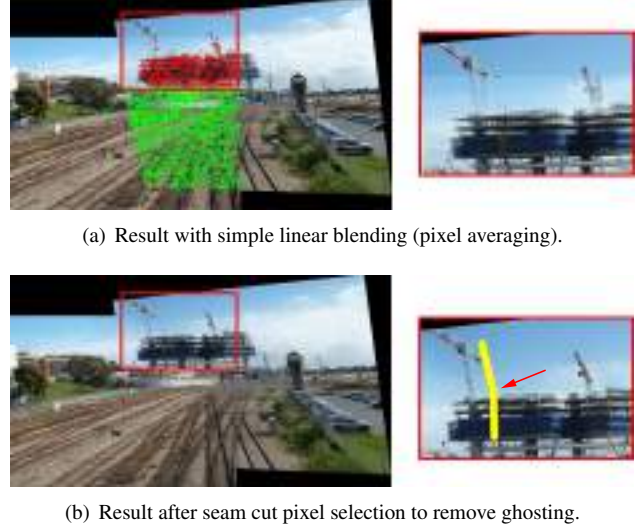 (a) Result with simple linear blending (pixel averaging).
(b) Result after seam cut pixel selection to remove ghosting.